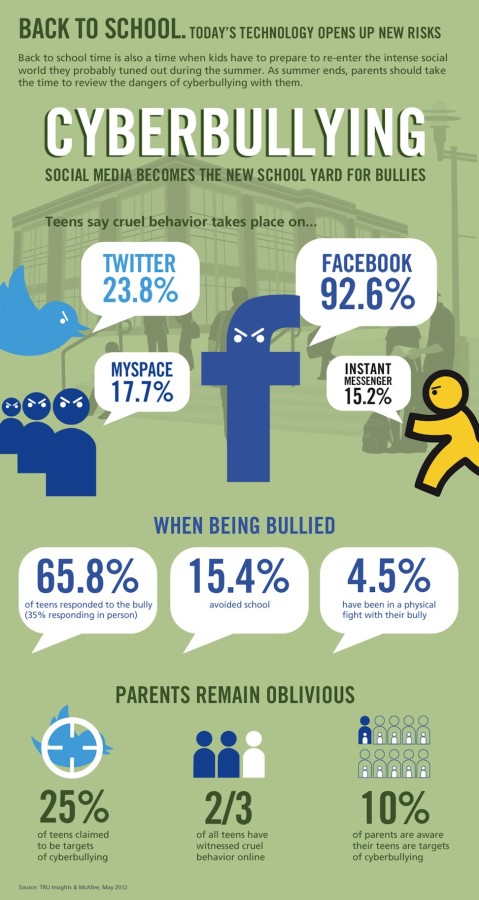 BACK TO SCHOOL. TODAY'S TECHNOLOGY OPENS UP NEW RISKS
Back to school time is also a time when kids have to prepare to re-enter the intense social
world they probably tuned out during the summer. As summer ends, parents should take
the time to review the dangers of cyberbullying with them.
CYBERBULLYING
SOCIAL MEDIA BECOMES THE NEW SCHOOL YARD FOR BULLIES
Teens say cruel behavior takes place on...
TWITTER
23.8%
FACEBOOK
92.6%
MYSPACE
17.7%
INSTANT
MESSENGER
15.2%
WHEN BEING BULLIED
65.8%
of teens responded to the bully
(35% responding in person)
15.4%
avoided school
4.5%
have been in a physical
fight with their bully
PARENTS REMAIN OBLIVIOUS
25%
of teens claimed
to be targets
of cyberbullying
2/3
of all teens have
witnessed cruel
behavior online
10%
of parents are aware
their teens are targets
of cyberbullying
Source: TRU Insights & McAfee, May 2012